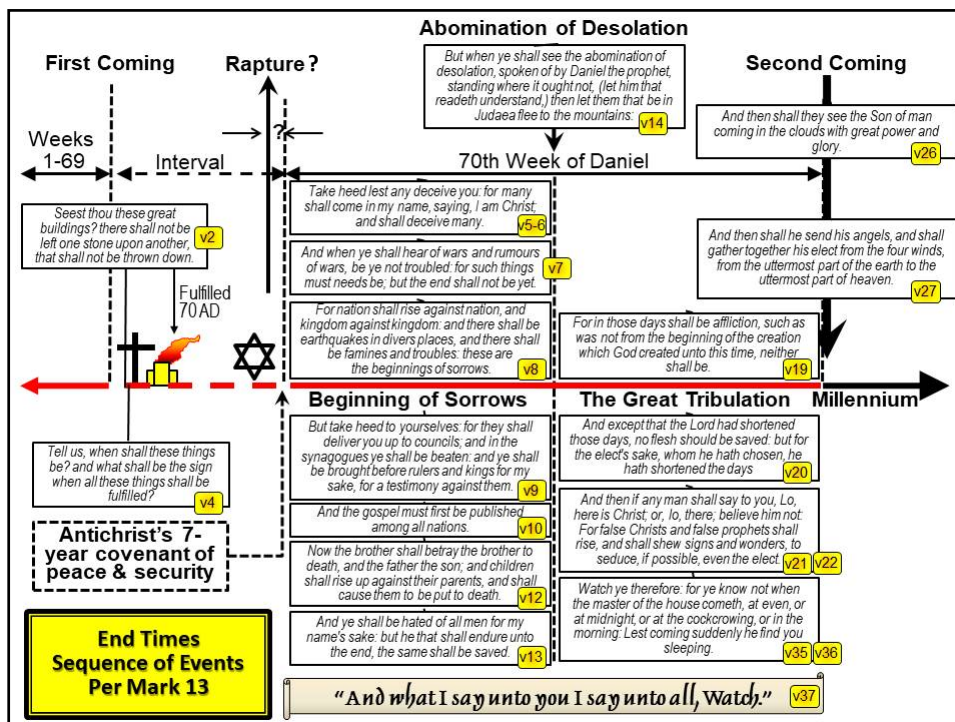 Abomination of Desolation
But when ye shall see the abomination of
desolation, spoken of by Daniel the prophet,
standing where it ought not, (let him that
readeth understand,) then let them that be in
Judaea flee to the mountains:
v14
First Coming
Rapture?
Second Coming
?
And then shall they see the Son of man
coming in the clouds with great power and
glory.
v26
Weeks
1-69
Interval
70th Week of Daniel
Seest thou these great
buildings? there shall not be
left one stone upon another,
that shall not be thrown down.
v2
Fulfilled
70 AD
Take heed lest any deceive you: for many
shall come in my name, saying, I am Christ;
and shall deceive many.
v5-6
And when ye shall hear of wars and rumours
of wars, be ye not troubled: for such things
must needs be; but the end shall not be yet.
v7
For nation shall rise against nation, and
kingdom against kingdom: and there shall be
earthquakes in divers places, and there shall
be famines and troubles: these are
the beginnings of sorrows.
v8
And then shall he send his angels, and shall
gather together his elect from the four winds,
from the uttermost part of the earth to the
uttermost part of heaven.
v27
For in those days shall be affliction, such as
was not from the beginning of the creation
which God created unto this time, neither
shall be.
v19
Beginning of Sorrows
The Great Tribulation
Millennium
Tell us, when shall these things
be? and what shall be the sign
when all these things shall be
fulfilled?
v4
Antichrist's 7-
year covenant of
peace & security
But take heed to yourselves: for they shall
deliver you up to councils; and in the
synagogues ye shall be beaten: and ye shall
be brought before rulers and kings for my
sake, for a testimony against them.
v9
And the gospel must first be published
among all nations.
v10
Now the brother shall betray the brother to
death, and the father the son; and children
shall rise up against their parents, and shall
cause them to be put to death.
v12
And ye shall be hated of all men for my
name's sake: but he that shall endure unto
the end, the same shall be saved.
v13
And except that the Lord had shortened
those days, no flesh should be saved: but for
the elect's sake, whom he hath chosen, he
hath shortened the days
v20
And then if any man shall say to you, Lo,
here is Christ; or, lo, there; believe him not:
For false Christs and false prophets shall
rise, and shall shew signs and wonders, to
seduce, if possible, even the elect.
v21
v22
Watch ye therefore: for ye know not when
the master of the house cometh, at even, or
at midnight, or at the cockcrowing, or in the
morning: Lest coming suddenly he find you
sleeping.
v35
v36
End Times
Sequence of Events
Per Mark 13
"And what I say unto you I say unto all, Watch."
v37